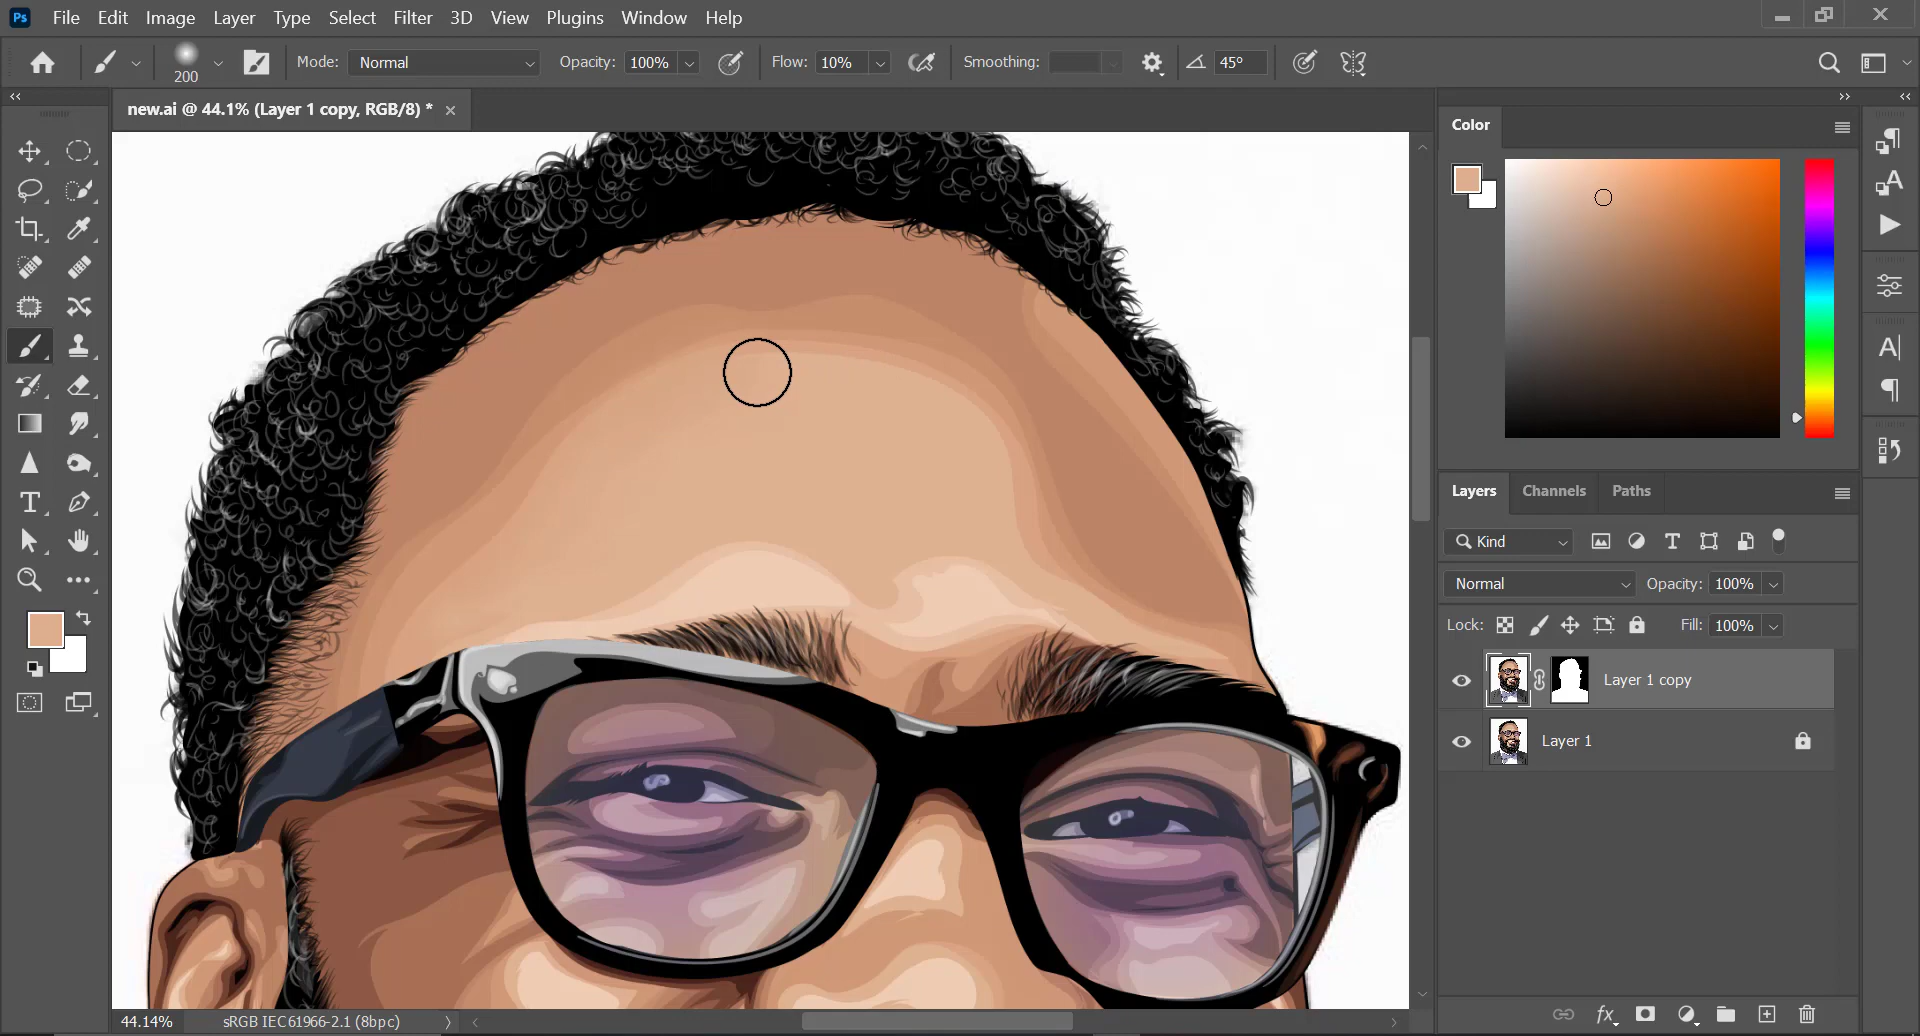 Ps File Edit Image Layer Type Select Filter 3D View Plugins Window Help
200 Mode: Normal Opacity: 100% Flow: 10% Smoothing: 45°
new.ai @ 44.1% (Layer 1 copy, RGB/8) *
Color
Layers Channels Paths
Kind
Normal Opacity: 100%
Lock: Fill: 100%
Layer 1 copy
Layer 1
fx
44.14% sRGB IEC61966-2.1 (8bpc)